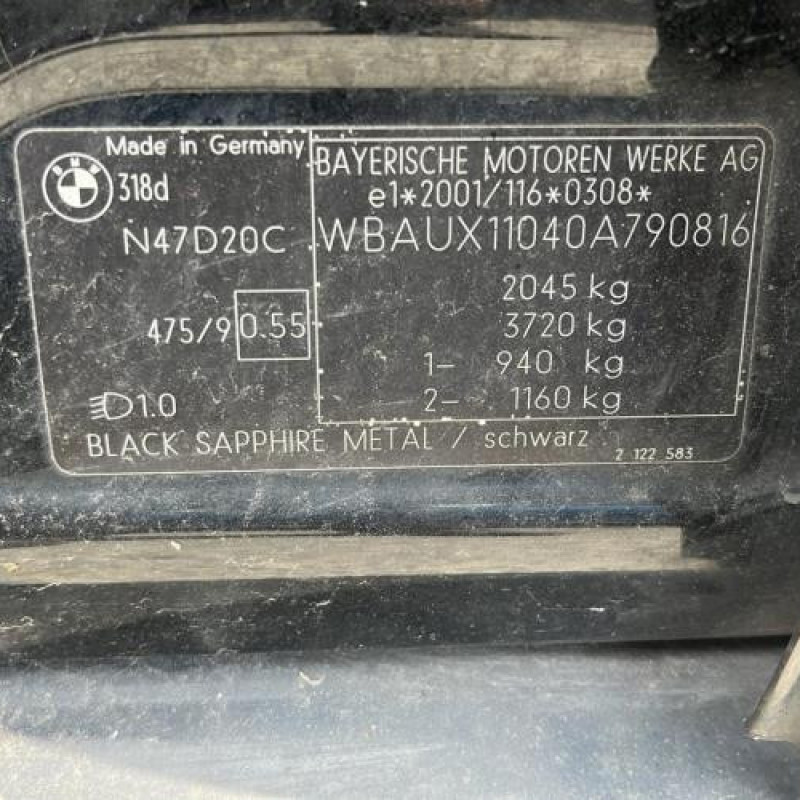 Made in Germany
BMW
318d
N47D20C
475/9 0.55
1.0
BAYERISCHE MOTOREN WERKE AG
e1*2001/116*0308*
WBAUX11040A790816
2045 kg
3720 kg
1- 940 kg
2- 1160 kg
BLACK SAPPHIRE METAL / schwarz
2 122 583